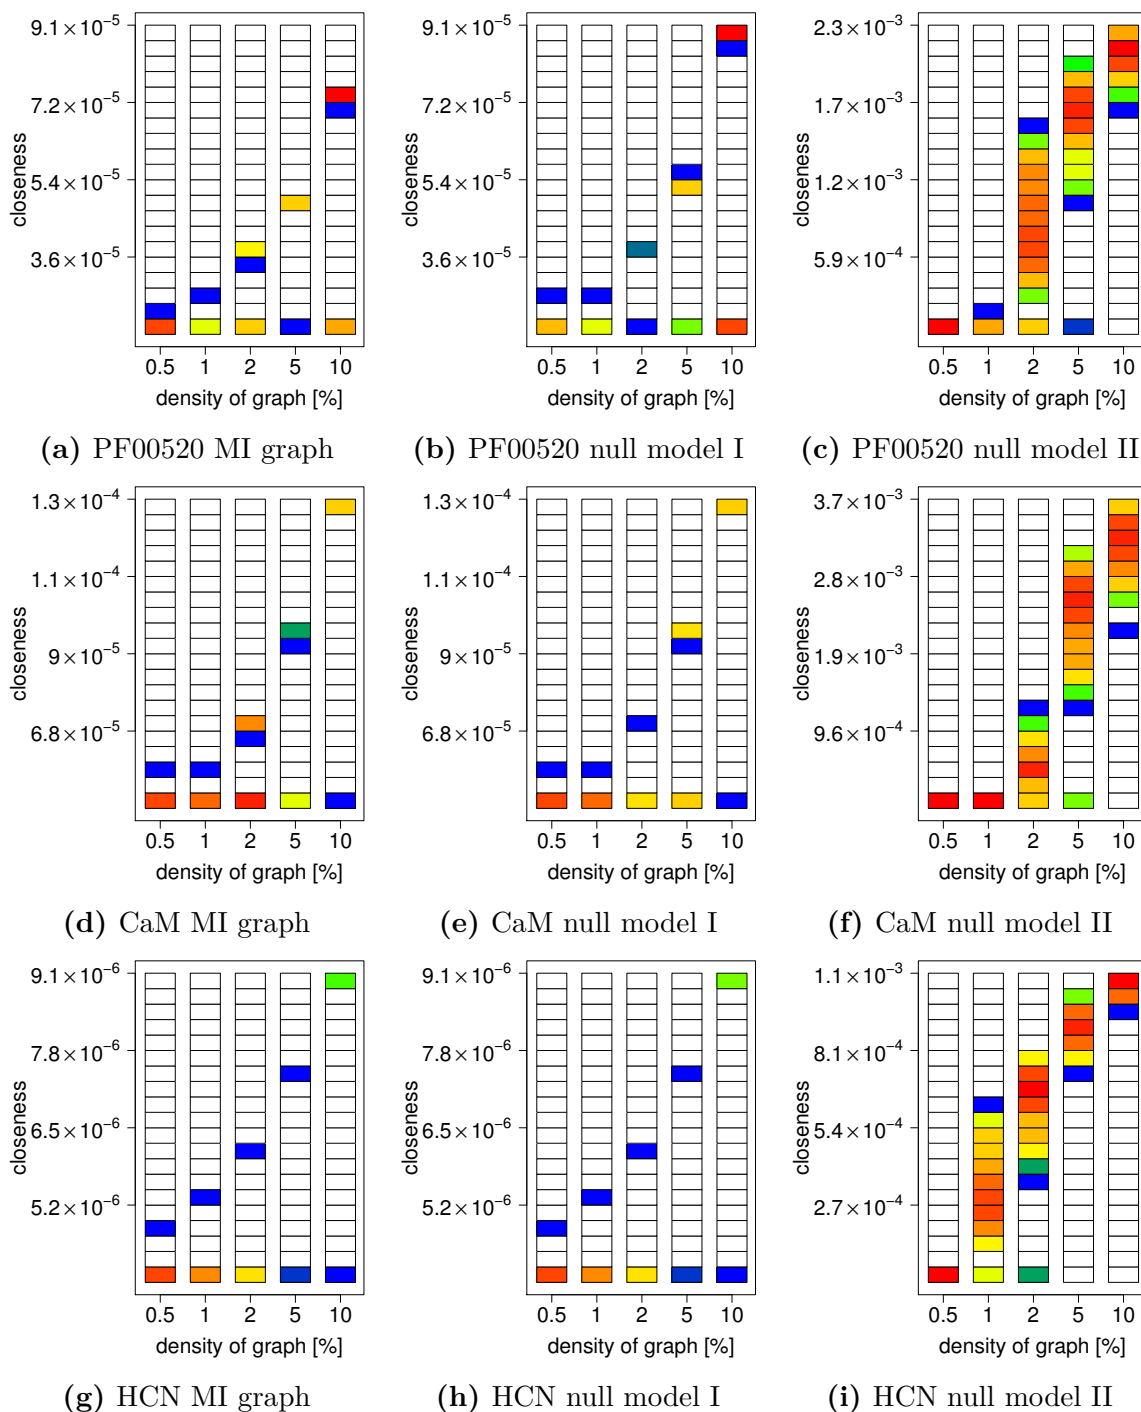 9.1 × 10⁻⁵
7.2 × 10⁻⁵
5.4 × 10⁻⁵
3.6 × 10⁻⁵
closeness
0.5 1 2 5 10
density of graph [%]
(a) PF00520 MI graph
9.1 × 10⁻⁵
7.2 × 10⁻⁵
5.4 × 10⁻⁵
3.6 × 10⁻⁵
closeness
0.5 1 2 5 10
density of graph [%]
(b) PF00520 null model I
2.3 × 10⁻³
1.7 × 10⁻³
1.2 × 10⁻³
5.9 × 10⁻⁴
closeness
0.5 1 2 5 10
density of graph [%]
(c) PF00520 null model II
1.3 × 10⁻⁴
1.1 × 10⁻⁴
9 × 10⁻⁵
6.8 × 10⁻⁵
closeness
0.5 1 2 5 10
density of graph [%]
(d) CaM MI graph
1.3 × 10⁻⁴
1.1 × 10⁻⁴
9 × 10⁻⁵
6.8 × 10⁻⁵
closeness
0.5 1 2 5 10
density of graph [%]
(e) CaM null model I
3.7 × 10⁻³
2.8 × 10⁻³
1.9 × 10⁻³
9.6 × 10⁻⁴
closeness
0.5 1 2 5 10
density of graph [%]
(f) CaM null model II
9.1 × 10⁻⁶
7.8 × 10⁻⁶
6.5 × 10⁻⁶
5.2 × 10⁻⁶
closeness
0.5 1 2 5 10
density of graph [%]
(g) HCN MI graph
9.1 × 10⁻⁶
7.8 × 10⁻⁶
6.5 × 10⁻⁶
5.2 × 10⁻⁶
closeness
0.5 1 2 5 10
density of graph [%]
(h) HCN null model I
1.1 × 10⁻³
8.1 × 10⁻⁴
5.4 × 10⁻⁴
2.7 × 10⁻⁴
closeness
0.5 1 2 5 10
density of graph [%]
(i) HCN null model II